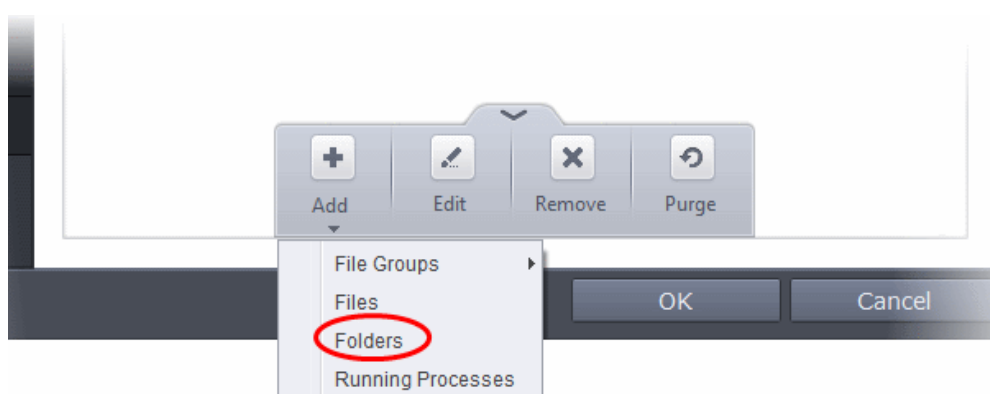 Add Edit Remove Purge
File Groups
Files
OK Cancel
Folders
Running Processes